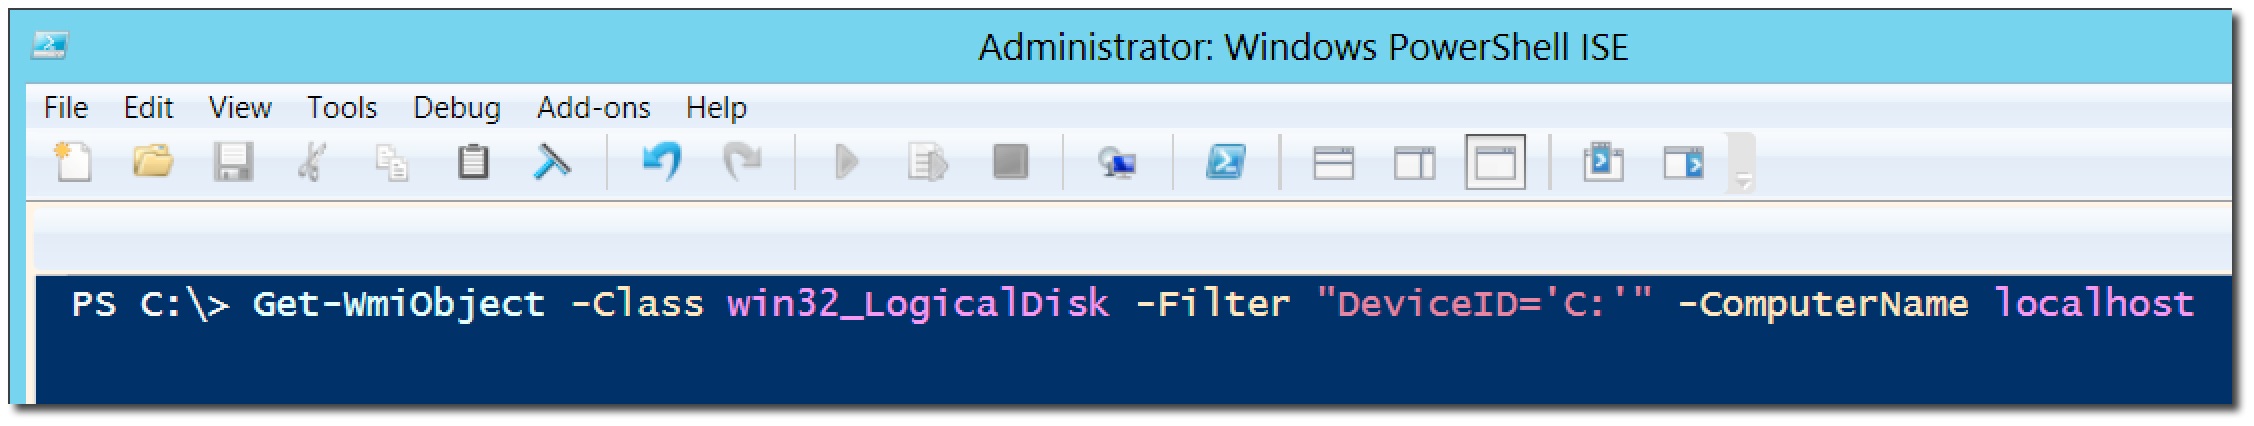 Administrator: Windows PowerShell ISE
File Edit View Tools Debug Add-ons Help
PS C:\> Get-WmiObject -Class win32_LogicalDisk -Filter "DeviceID='C:'" -ComputerName localhost